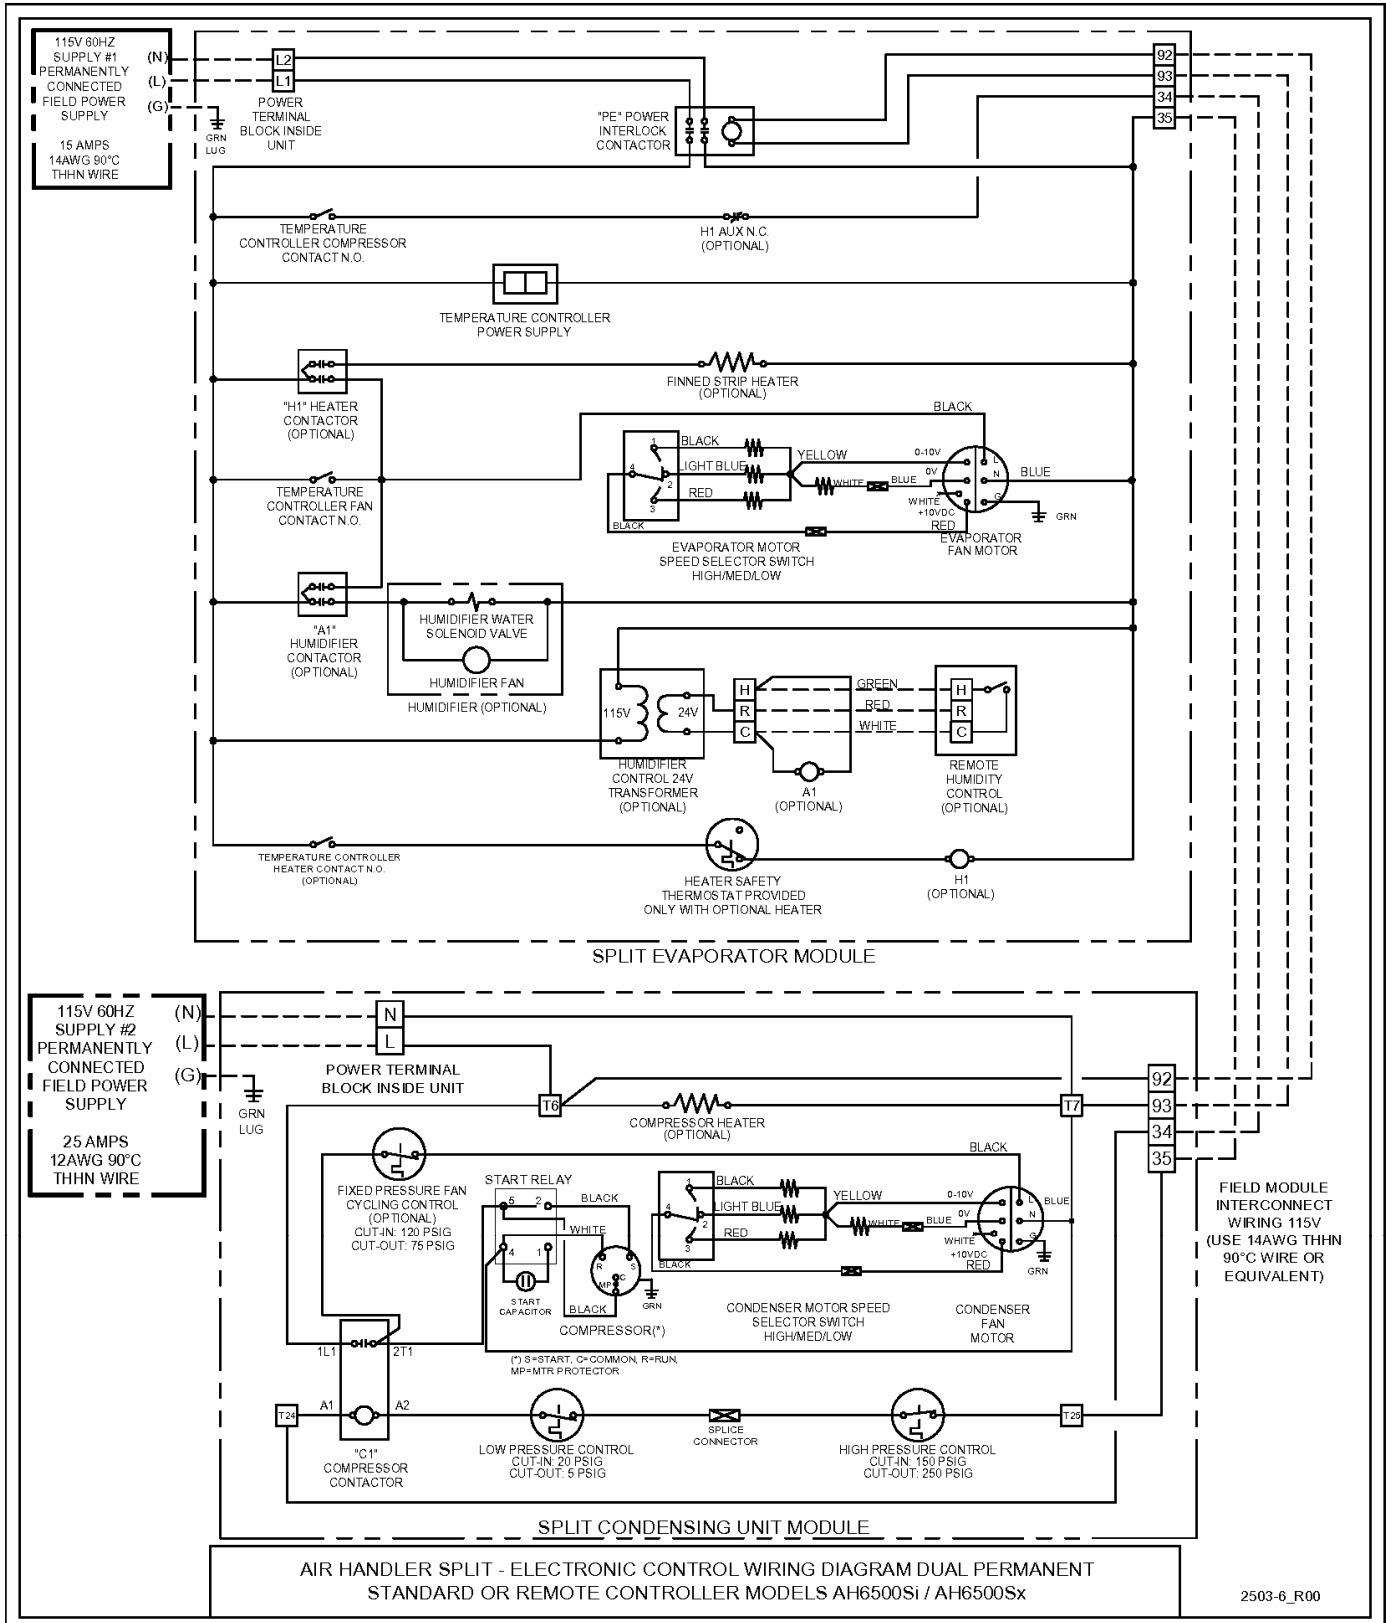 115V 60HZ
SUPPLY #1
PERMANENTLY
CONNECTED
FIELD POWER
SUPPLY
15 AMPS
14AWG 90°C
THHN WIRE
(N)
(L)
(G)
GRN
LUG
L2
L1
POWER
TERMINAL
BLOCK INSIDE
UNIT
"PE" POWER
INTERLOCK
CONTACTOR
92
93
34
35
TEMPERATURE
CONTROLLER COMPRESSOR
CONTACT N.O.
H1 AUX N.C.
(OPTIONAL)
TEMPERATURE CONTROLLER
POWER SUPPLY
"H1" HEATER
CONTACTOR
(OPTIONAL)
FINNED STRIP HEATER
(OPTIONAL)
BLACK
TEMPERATURE
CONTROLLER FAN
CONTACT N.O.
1
4
2
3
BLACK
LIGHT BLUE
RED
BLACK
YELLOW
WHITE
BLUE
0-10V
0V
WHITE
+10VDC
RED
L
N
G
BLUE
GRN
EVAPORATOR
FAN MOTOR
EVAPORATOR MOTOR
SPEED SELECTOR SWITCH
HIGH/MED/LOW
"A1"
HUMIDIFIER
CONTACTOR
(OPTIONAL)
HUMIDIFIER WATER
SOLENOID VALVE
HUMIDIFIER FAN
HUMIDIFIER (OPTIONAL)
115V
24V
HUMIDIFIER
CONTROL 24V
TRANSFORMER
(OPTIONAL)
H
R
C
GREEN
RED
WHITE
H
R
C
A1
(OPTIONAL)
REMOTE
HUMIDITY
CONTROL
(OPTIONAL)
TEMPERATURE CONTROLLER
HEATER CONTACT N.O.
(OPTIONAL)
HEATER SAFETY
THERMOSTAT PROVIDED
ONLY WITH OPTIONAL HEATER
H1
(OPTIONAL)
SPLIT EVAPORATOR MODULE
115V 60HZ
SUPPLY #2
PERMANENTLY
CONNECTED
FIELD POWER
SUPPLY
25 AMPS
12AWG 90°C
THHN WIRE
(N)
(L)
(G)
GRN
LUG
N
L
POWER TERMINAL
BLOCK INSIDE UNIT
T6
COMPRESSOR HEATER
(OPTIONAL)
T7
92
93
34
35
FIXED PRESSURE FAN
CYCLING CONTROL
(OPTIONAL)
CUT-IN: 120 PSIG
CUT-OUT: 75 PSIG
START RELAY
5
2
4
1
BLACK
WHITE
START
CAPACITOR
BLACK
R
S
C
MP
GRN
COMPRESSOR(*)
(*) S=START, C=COMMON, R=RUN,
MP=MTR PROTECTOR
1
4
2
3
BLACK
LIGHT BLUE
RED
BLACK
YELLOW
WHITE
BLUE
0-10V
0V
WHITE
+10VDC
RED
BLACK
L
N
G
BLUE
GRN
CONDENSER MOTOR SPEED
SELECTOR SWITCH
HIGH/MED/LOW
CONDENSER
FAN
MOTOR
FIELD MODULE
INTERCONNECT
WIRING 115V
(USE 14AWG THHN
90°C WIRE OR
EQUIVALENT)
1L1
2T1
T24
A1
A2
"C1"
COMPRESSOR
CONTACTOR
LOW PRESSURE CONTROL
CUT-IN: 20 PSIG
CUT-OUT: 5 PSIG
SPLICE
CONNECTOR
HIGH PRESSURE CONTROL
CUT-IN: 150 PSIG
CUT-OUT: 250 PSIG
T25
SPLIT CONDENSING UNIT MODULE
AIR HANDLER SPLIT - ELECTRONIC CONTROL WIRING DIAGRAM DUAL PERMANENT
STANDARD OR REMOTE CONTROLLER MODELS AH6500Si / AH6500Sx
2503-6_R00